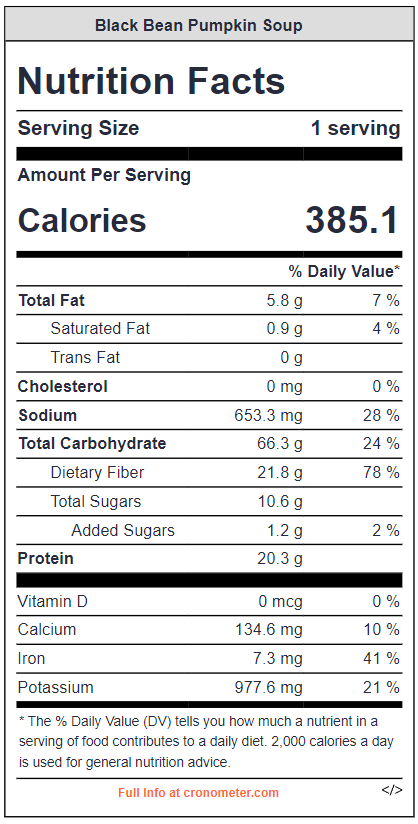 Black Bean Pumpkin Soup
Nutrition Facts
Serving Size 1 serving
Amount Per Serving
Calories 385.1
% Daily Value*
Total Fat 5.8 g 7 %
Saturated Fat 0.9 g 4 %
Trans Fat 0 g
Cholesterol 0 mg 0 %
Sodium 653.3 mg 28 %
Total Carbohydrate 66.3 g 24 %
Dietary Fiber 21.8 g 78 %
Total Sugars 10.6 g
Added Sugars 1.2 g 2 %
Protein 20.3 g
Vitamin D 0 mcg 0 %
Calcium 134.6 mg 10 %
Iron 7.3 mg 41 %
Potassium 977.6 mg 21 %
* The % Daily Value (DV) tells you how much a nutrient in a
serving of food contributes to a daily diet. 2,000 calories a day
is used for general nutrition advice.
Full Info at cronometer.com </>